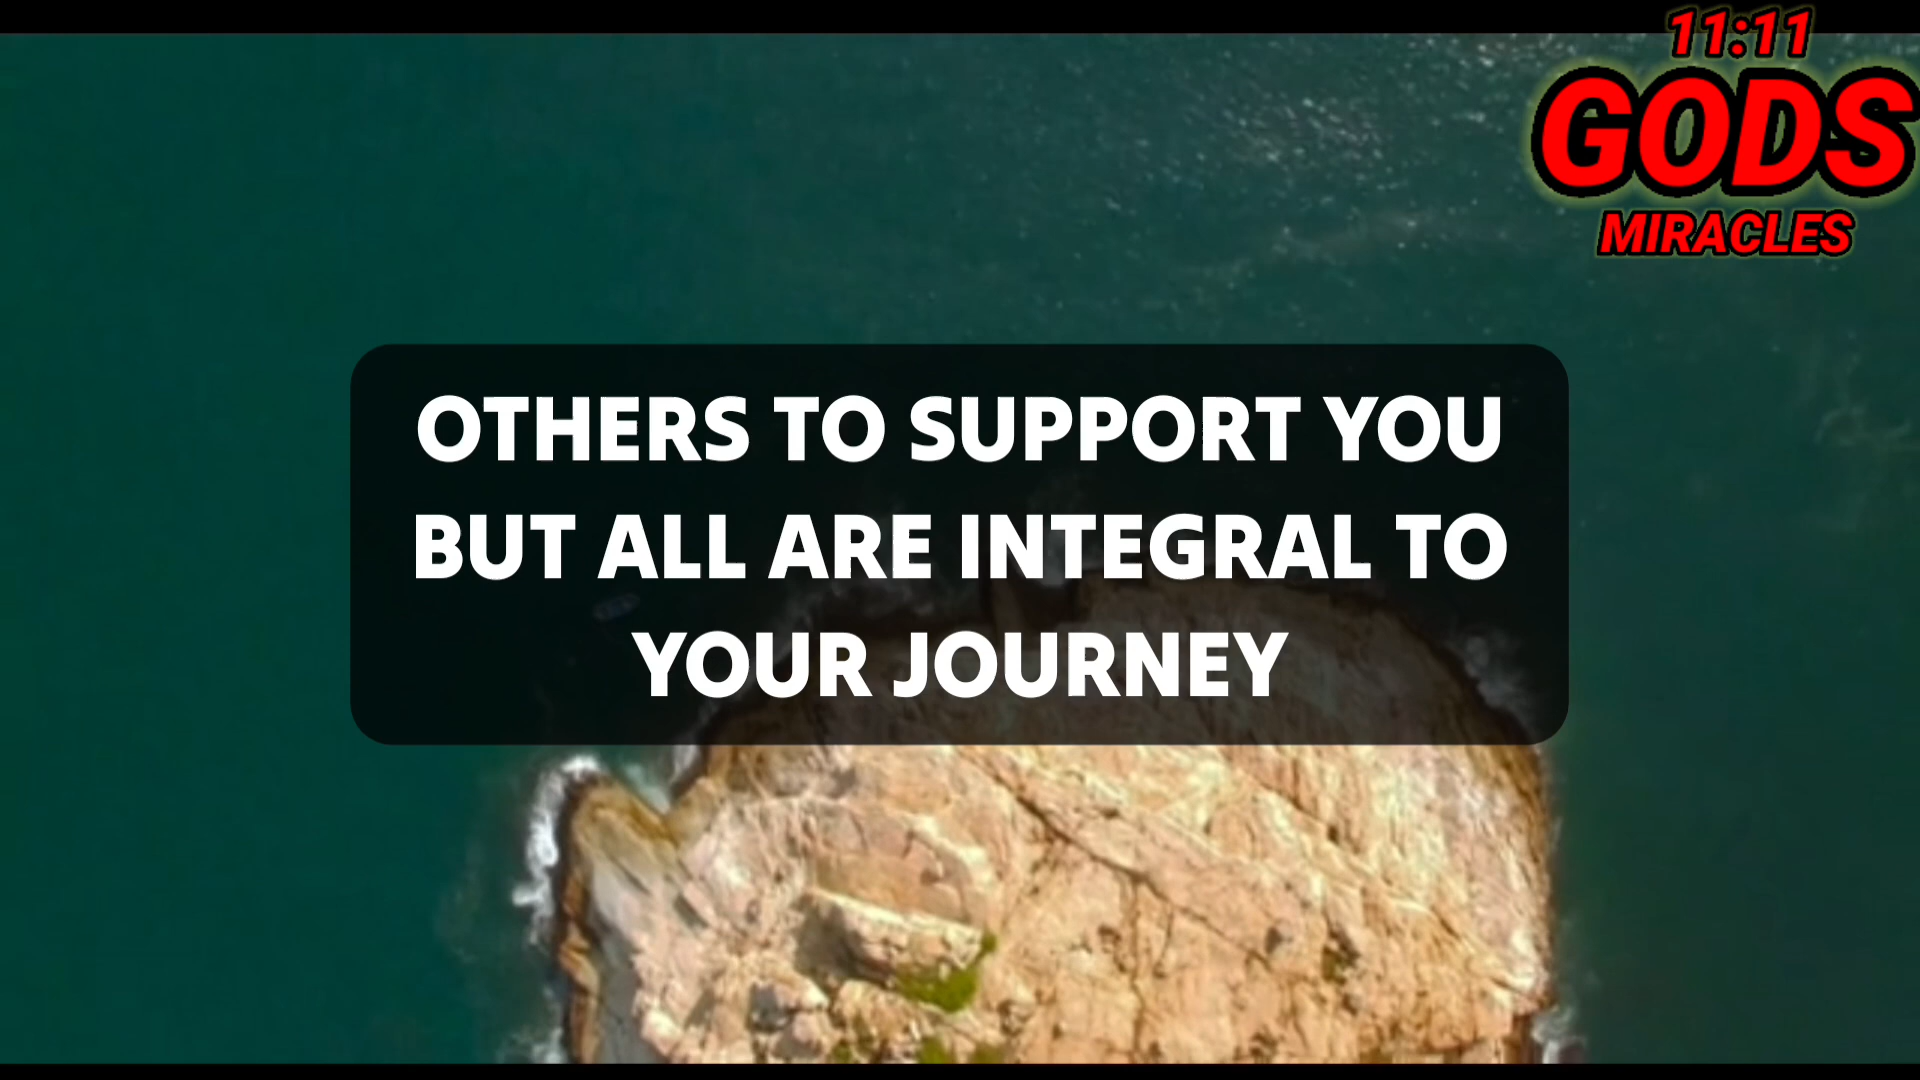 11:11
GODS
MIRACLES
OTHERS TO SUPPORT YOU
BUT ALL ARE INTEGRAL TO
YOUR JOURNEY